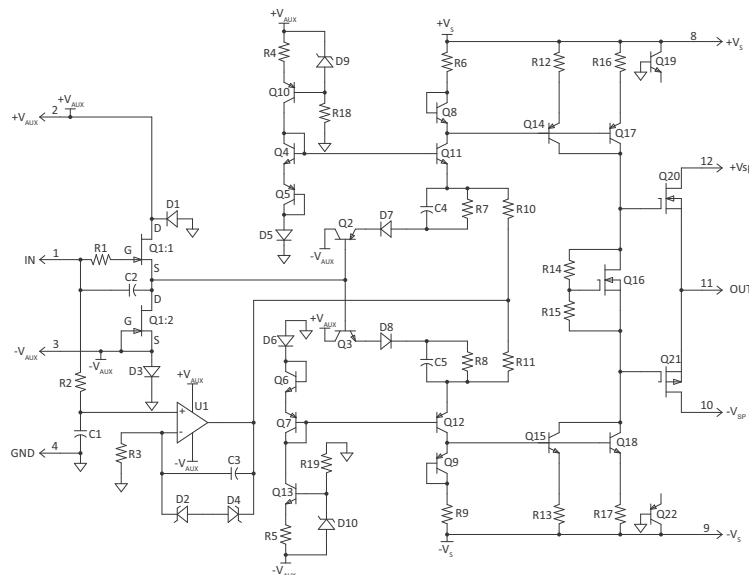 +V_AUX
+V_S
8
+V_S
R4
D9
R6
R12
R16
Q19
Q10
R18
Q8
+V_AUX
2
+V_AUX
Q14
Q17
Q4
Q11
12
+Vsp
Q20
Q5
D1
D
C4
R7
R10
Q2
D7
D5
IN
1
R1
G
Q1:1
S
-V_AUX
C2
D
R14
Q16
11
OUT
G
Q1:2
R15
+V_AUX
D6
Q3
D8
-V_AUX
3
S
-V_AUX
D3
C5
R8
R11
Q21
R2
+V_AUX
Q6
U1
+
-
10
-V_SP
Q7
Q12
C1
GND
4
R3
-V_AUX
C3
R19
Q15
Q18
Q9
Q13
D2
D4
R5
D10
R9
R13
R17
Q22
9
-V_S
-V_AUX
-V_S